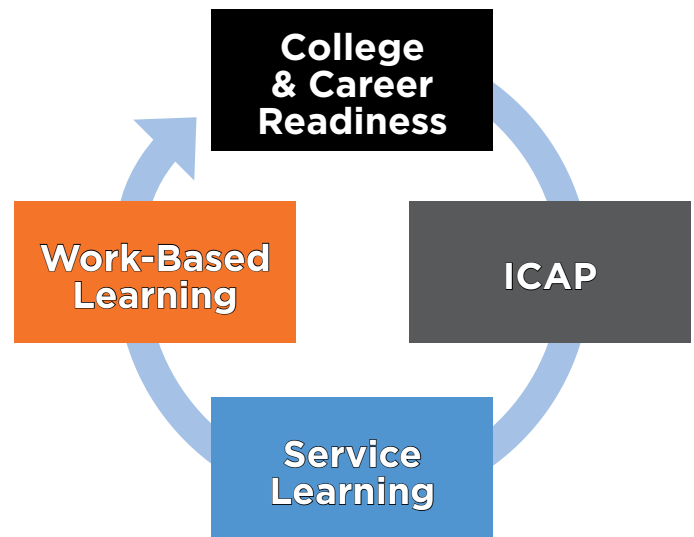 College
& Career
Readiness
ICAP
Service
Learning
Work-Based
Learning